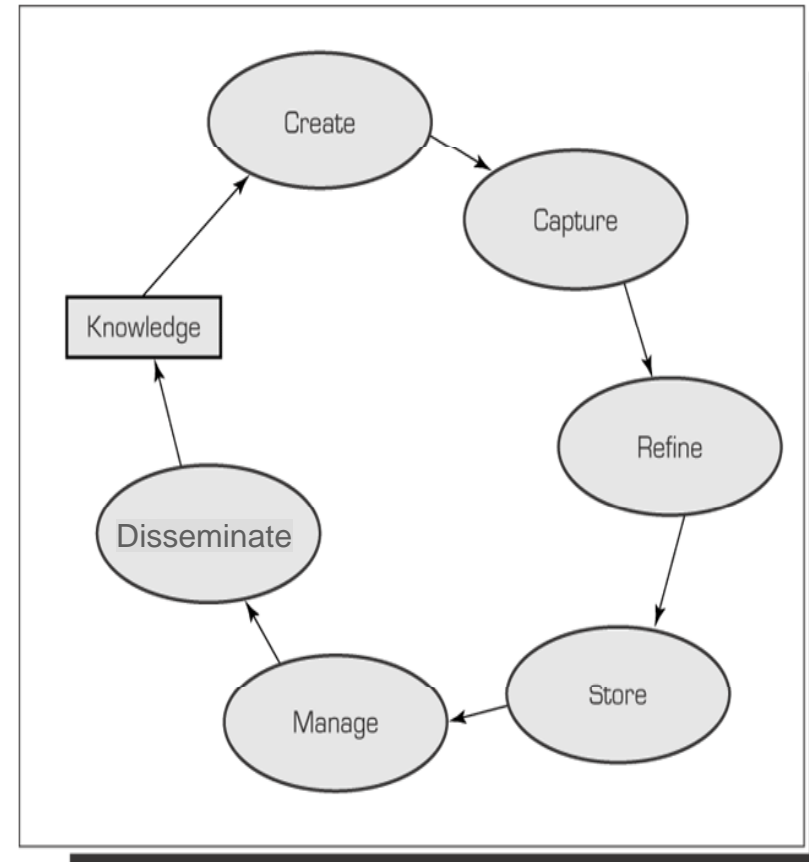 Create
Capture
Knowledge
Refine
Disseminate
Store
Manage